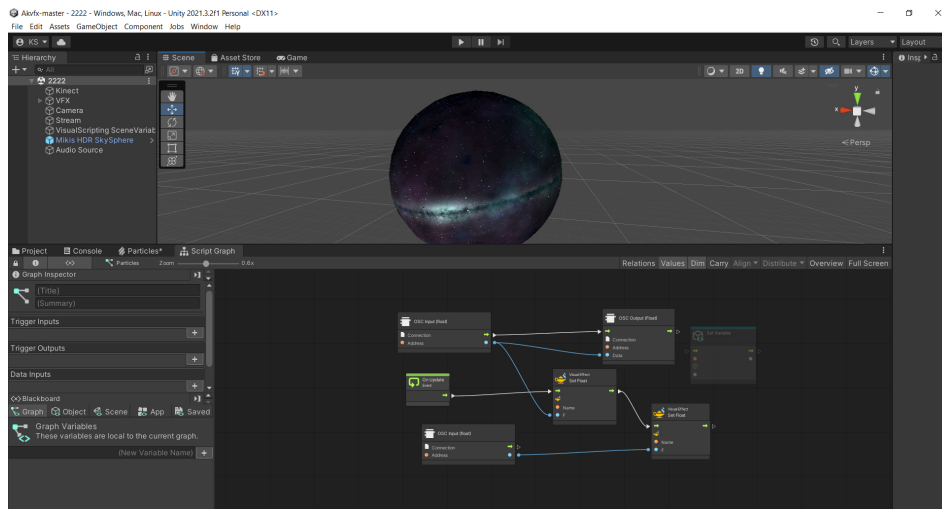 Akvfx-master - 2222 - Windows, Mac, Linux - Unity 2021.3.2f1 Personal <DX11>
File Edit Assets GameObject Component Jobs Window Help
KS
Layers
Layout
Hierarchy
Scene
Asset Store
Game
Insp
All
2D
2222
Kinect
VFX
Camera
Stream
VisualScripting SceneVariab
Mikis HDR SkySphere
Audio Source
y
x
Persp
Project
Console
Particles*
Script Graph
Particles
Zoom
0.6x
Relations Values Dim Carry Align Distribute Overview Full Screen
Graph Inspector
(Title)
(Summary)
Trigger Inputs
Trigger Outputs
Data Inputs
Blackboard
Graph Object Scene App Saved
Graph Variables
These variables are local to the current graph.
(New Variable Name)
OSC Input (float)
Connection
Address
OSC Output (Float)
Connection
Address
Data
Set Variable
On Update
Event
VisualEffect
Set Float
Name
F
VisualEffect
Set Float
Name
F
OSC Input (float)
Connection
Address